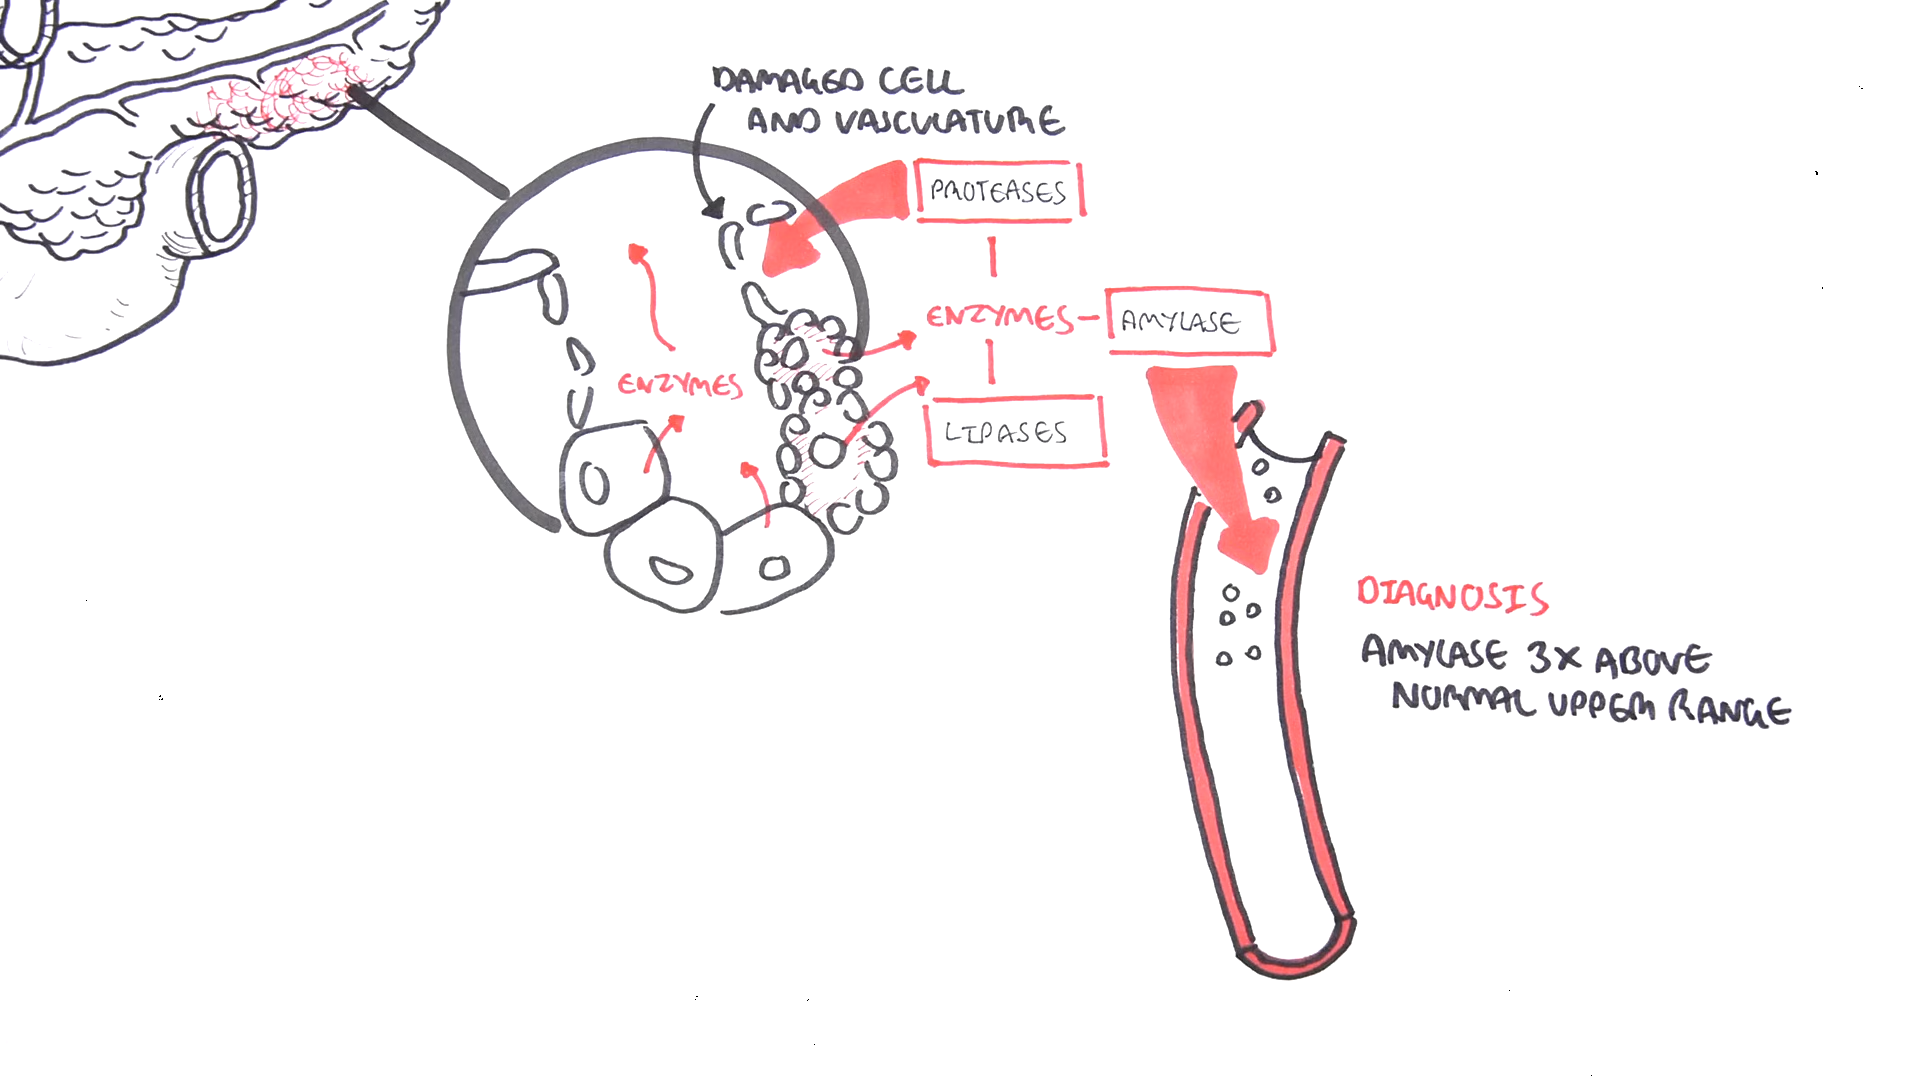 DAMAGED CELL
AND VASCULATURE
PROTEASES
ENZYMES - AMYLASE
ENZYMES
LIPASES
DIAGNOSIS
AMYLASE 3X ABOVE
NORMAL UPPER RANGE